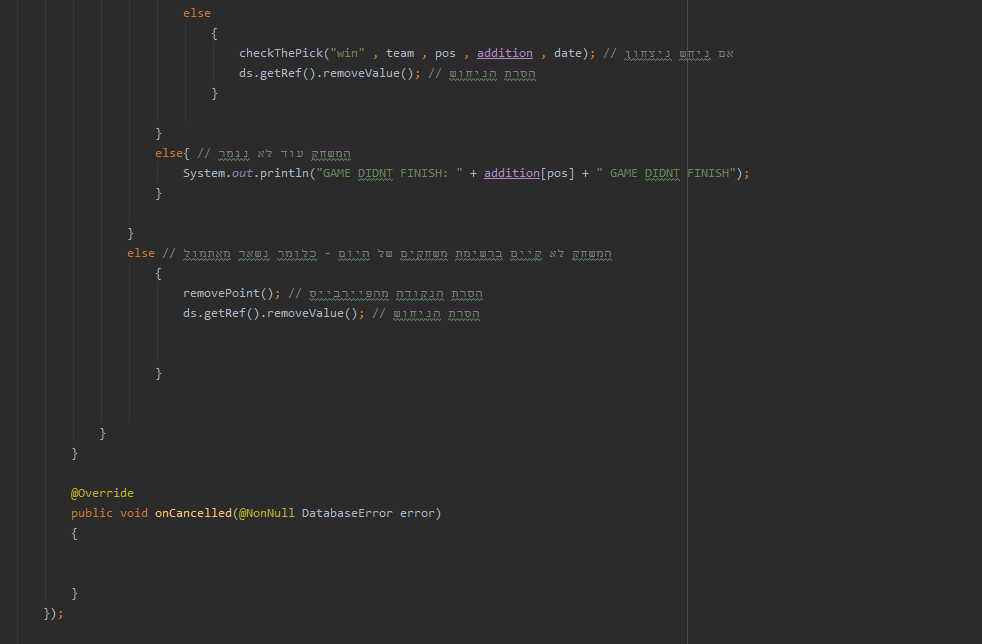 else
{
checkThePick("win" , team , pos , addition , date); // אם ניחש ניצחון
ds.getRef().removeValue(); // הסרת הניחוש
}
}
else{ // המשחק עוד לא נגמר
System.out.println("GAME DIDNT FINISH: " + addition[pos] + " GAME DIDNT FINISH");
}
}
else // המשחק לא קיים ברשימת משחקים של היום - כלומר נשאר מאתמול
{
removePoint(); // הסרת הנקודה מהפיירבייס
ds.getRef().removeValue(); // הסרת הניחוש
}
}
}
@Override
public void onCancelled(@NonNull DatabaseError error)
{
}
});